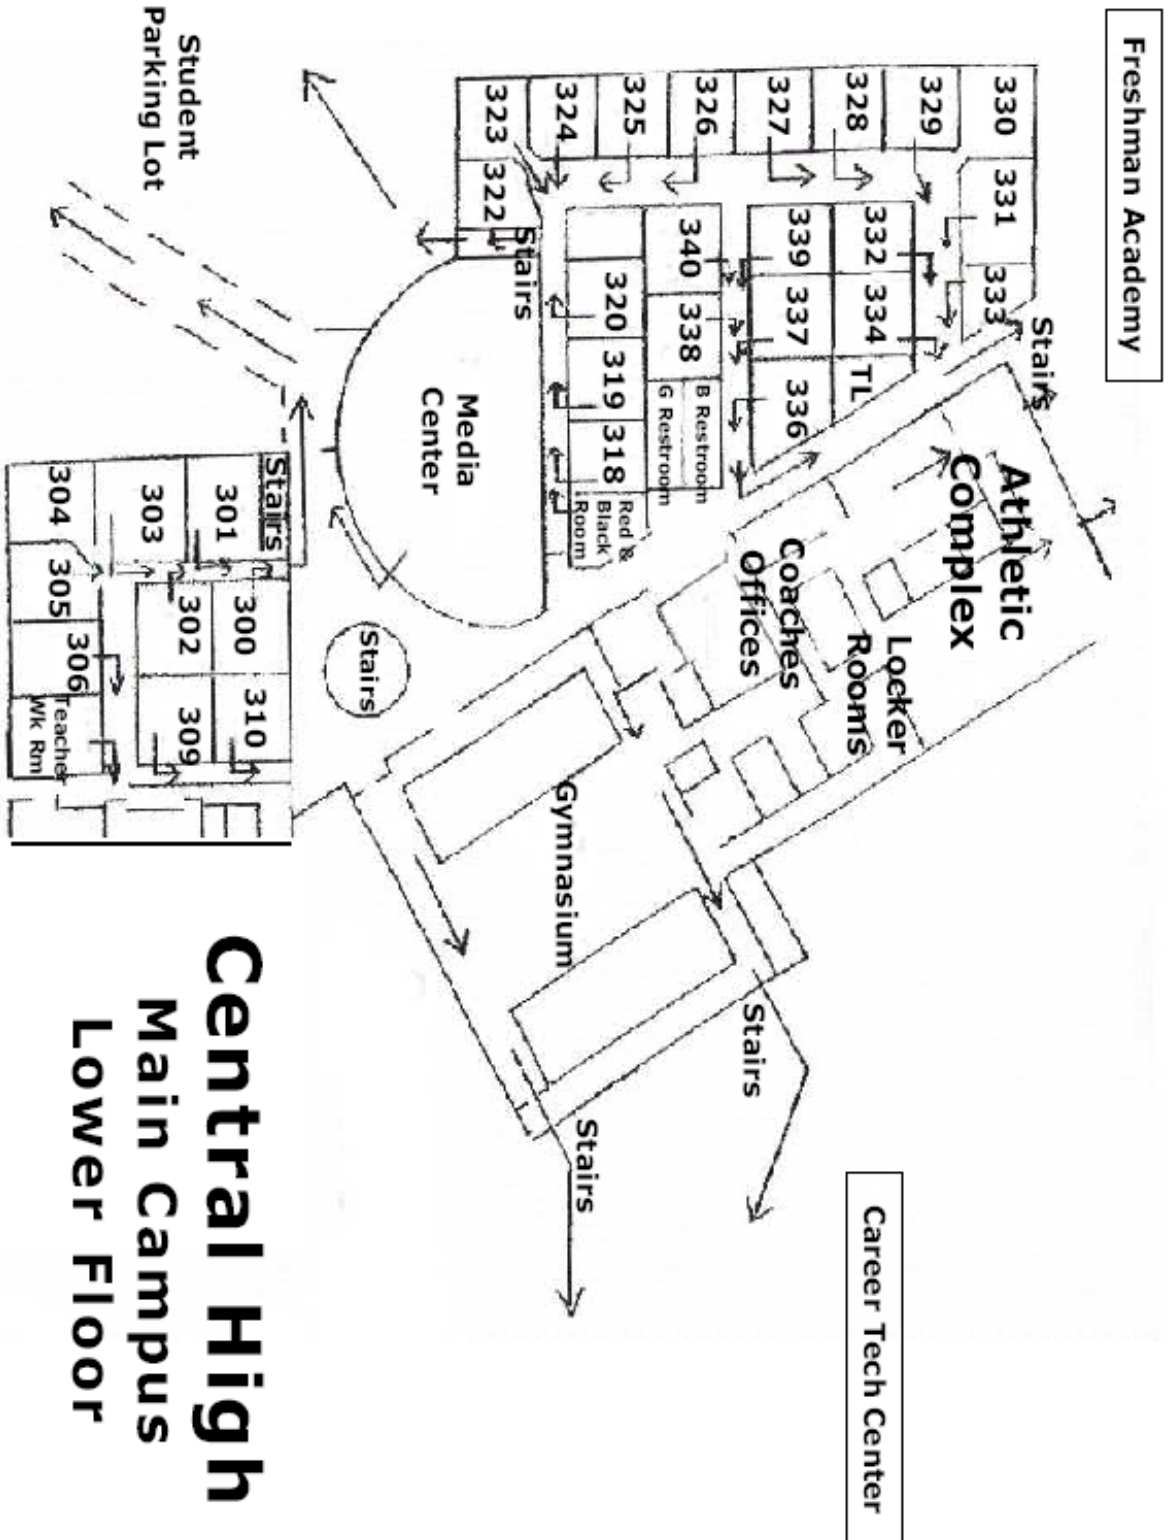 Freshman Academy
Student
Parking Lot
330
329
328
327
326
325
324
323
322
331
333
332
334
TL
339
337
336
340
338
B Restroom
G Restroom
320
319
318
Red &
Black
Room
Stairs
Stairs
Media
Center
Athletic
Complex
Coaches
Offices
Locker
Rooms
Stairs
Gymnasium
Stairs
Stairs
Stairs
301
303
304
300
302
305
306
310
309
Teacher
Wk Rm
Career Tech Center
Central High
Main Campus
Lower Floor